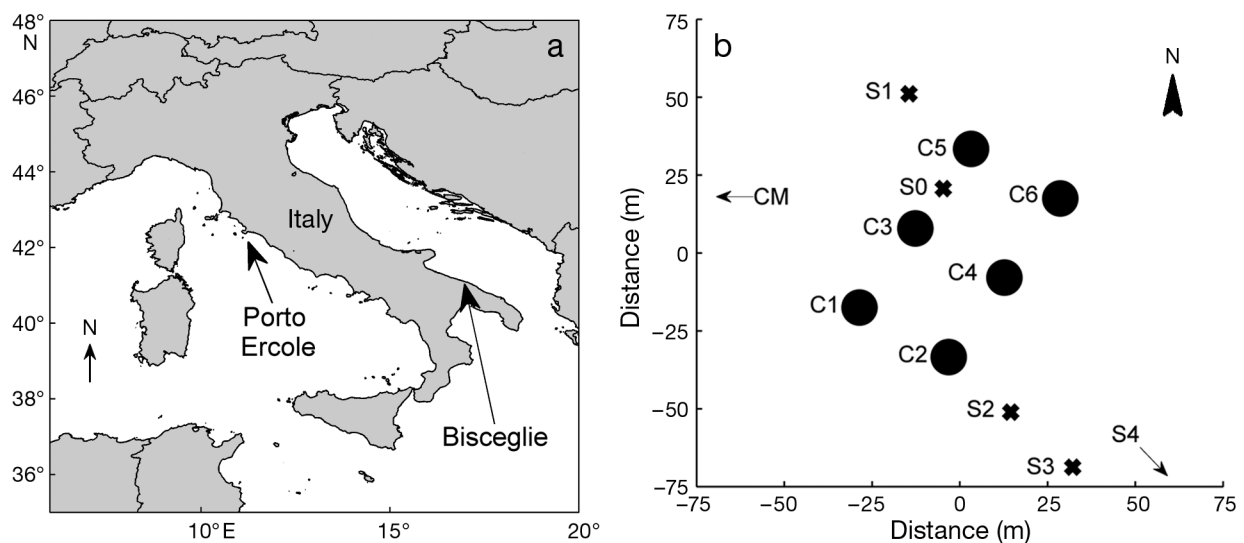 48°
N
46°
44°
42°
40°
38°
36°
10°E
15°
20°
a
Italy
Porto
Ercole
N
Bisceglie
b
75
50
25
0
−25
−50
−75
Distance (m)
N
S1
C5
S0
C6
CM
C3
C4
C1
C2
S2
S4
S3
−75
−50
−25
0
25
50
75
Distance (m)